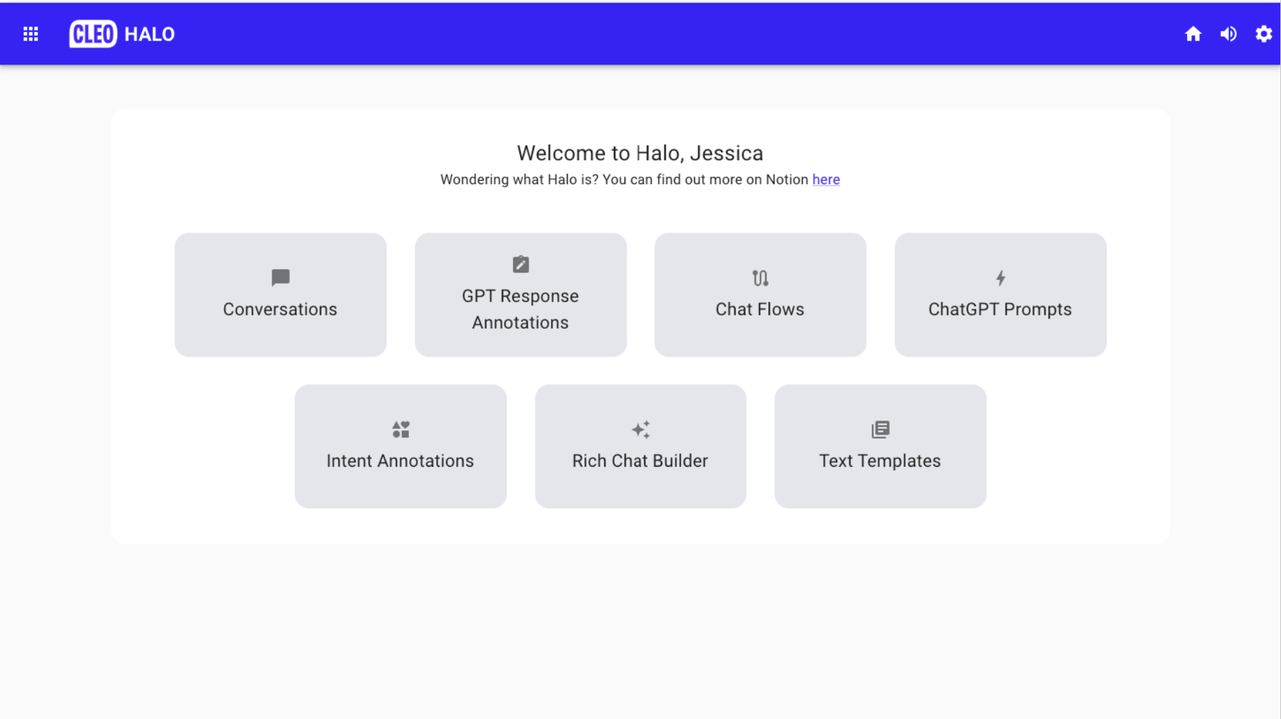 CLEO HALO
Welcome to Halo, Jessica
Wondering what Halo is? You can find out more on Notion here
Conversations
GPT Response
Annotations
Chat Flows
ChatGPT Prompts
Intent Annotations
Rich Chat Builder
Text Templates